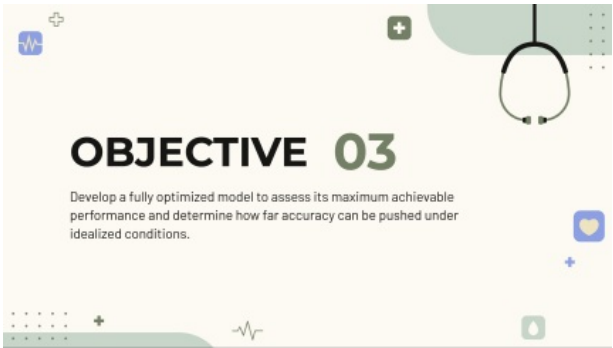 OBJECTIVE 03
Develop a fully optimized model to assess its maximum achievable
performance and determine how far accuracy can be pushed under
idealized conditions.